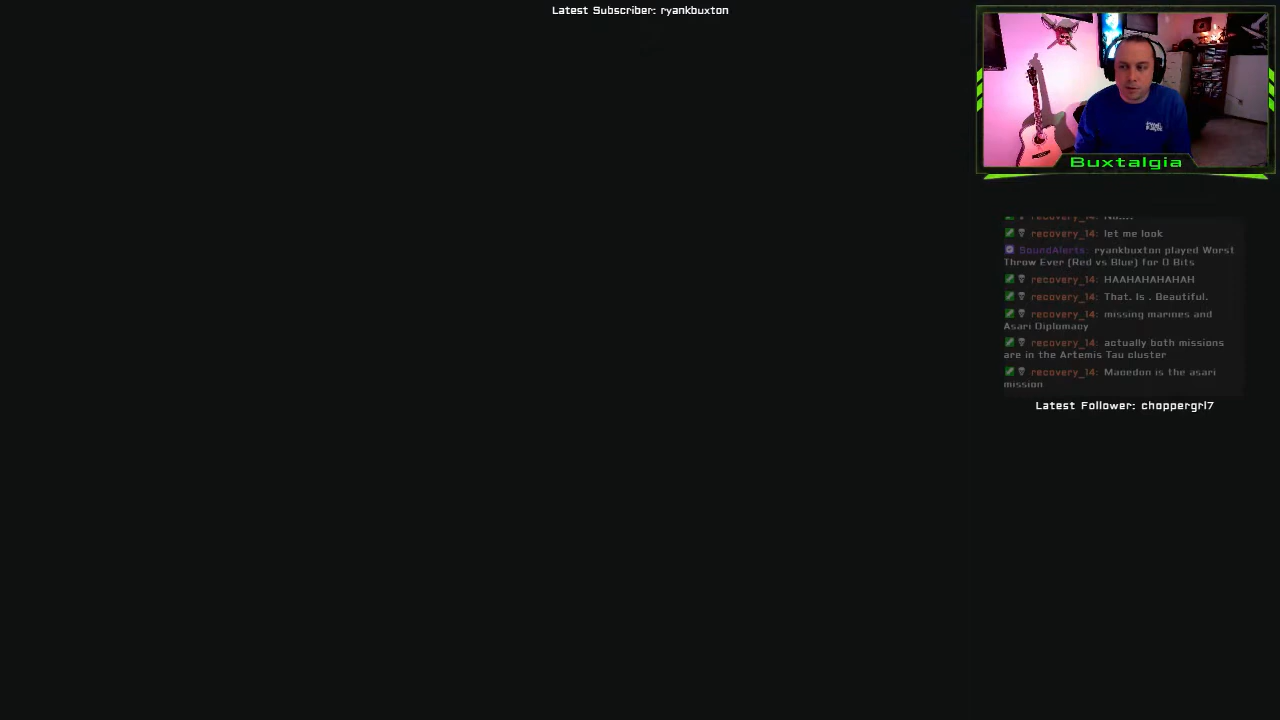 Latest Subscriber: ryankbuxton
Buxtalgia
recovery_14:
recovery_14: let me look
SoundAlerts: ryankbuxton played Worst
Throw Ever (Red vs Blue) for 0 Bits
recovery_14: HAAHAHAHAHAH
recovery_14: That. Is . Beautiful.
recovery_14: missing marines and
Asari Diplomacy
recovery_14: actually both missions
are in the Artemis Tau cluster
recovery_14: Macedon is the asari
mission
Latest Follower: choppergrl7